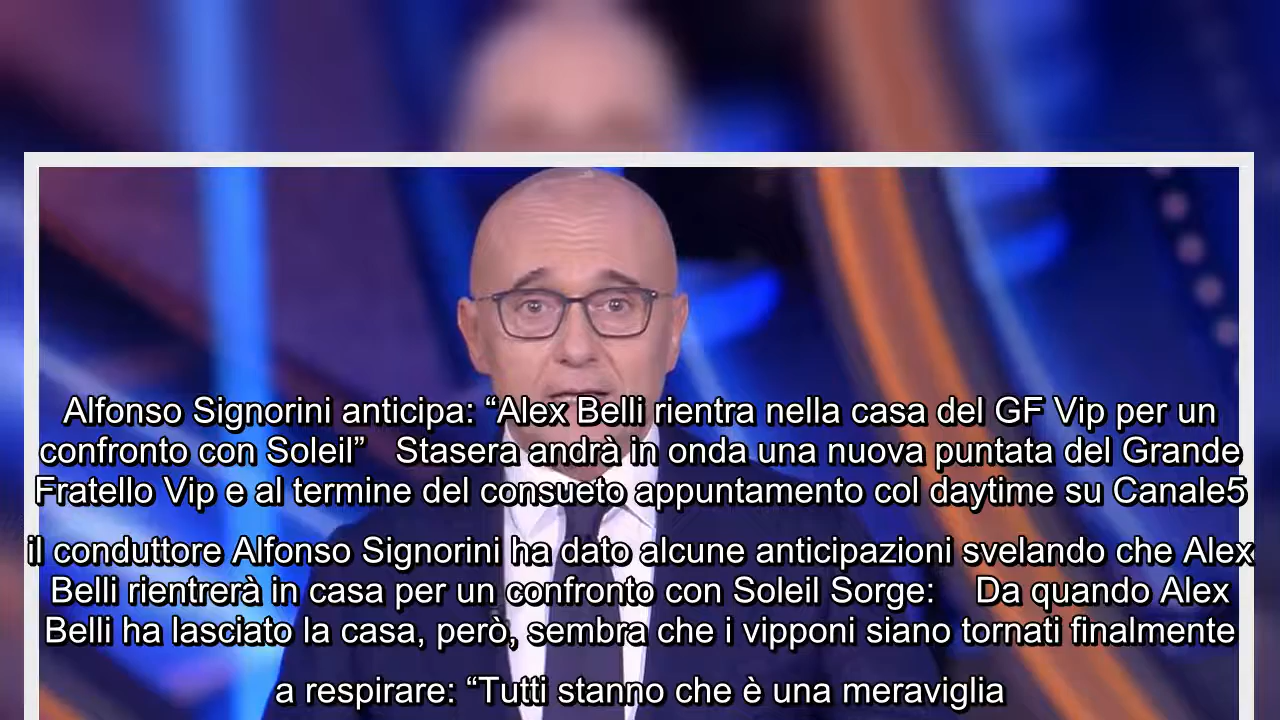 Alfonso Signorini anticipa: “Alex Belli rientra nella casa del GF Vip per un
confronto con Soleil” Stasera andrà in onda una nuova puntata del Grande
Fratello Vip e al termine del consueto appuntamento col daytime su Canale5
il conduttore Alfonso Signorini ha dato alcune anticipazioni svelando che Alex
Belli rientrerà in casa per un confronto con Soleil Sorge: Da quando Alex
Belli ha lasciato la casa, però, sembra che i vipponi siano tornati finalmente
a respirare: “Tutti stanno che è una meraviglia